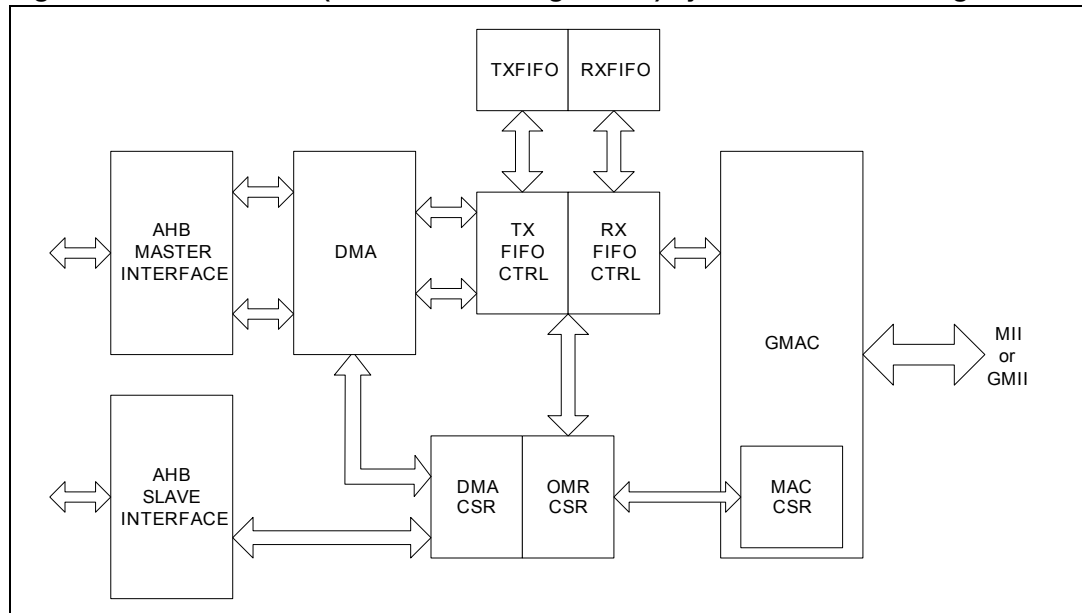 TXFIFO
RXFIFO
AHB
MASTER
INTERFACE
DMA
TX
FIFO
CTRL
RX
FIFO
CTRL
GMAC
MII
or
GMII
AHB
SLAVE
INTERFACE
DMA
CSR
OMR
CSR
MAC
CSR